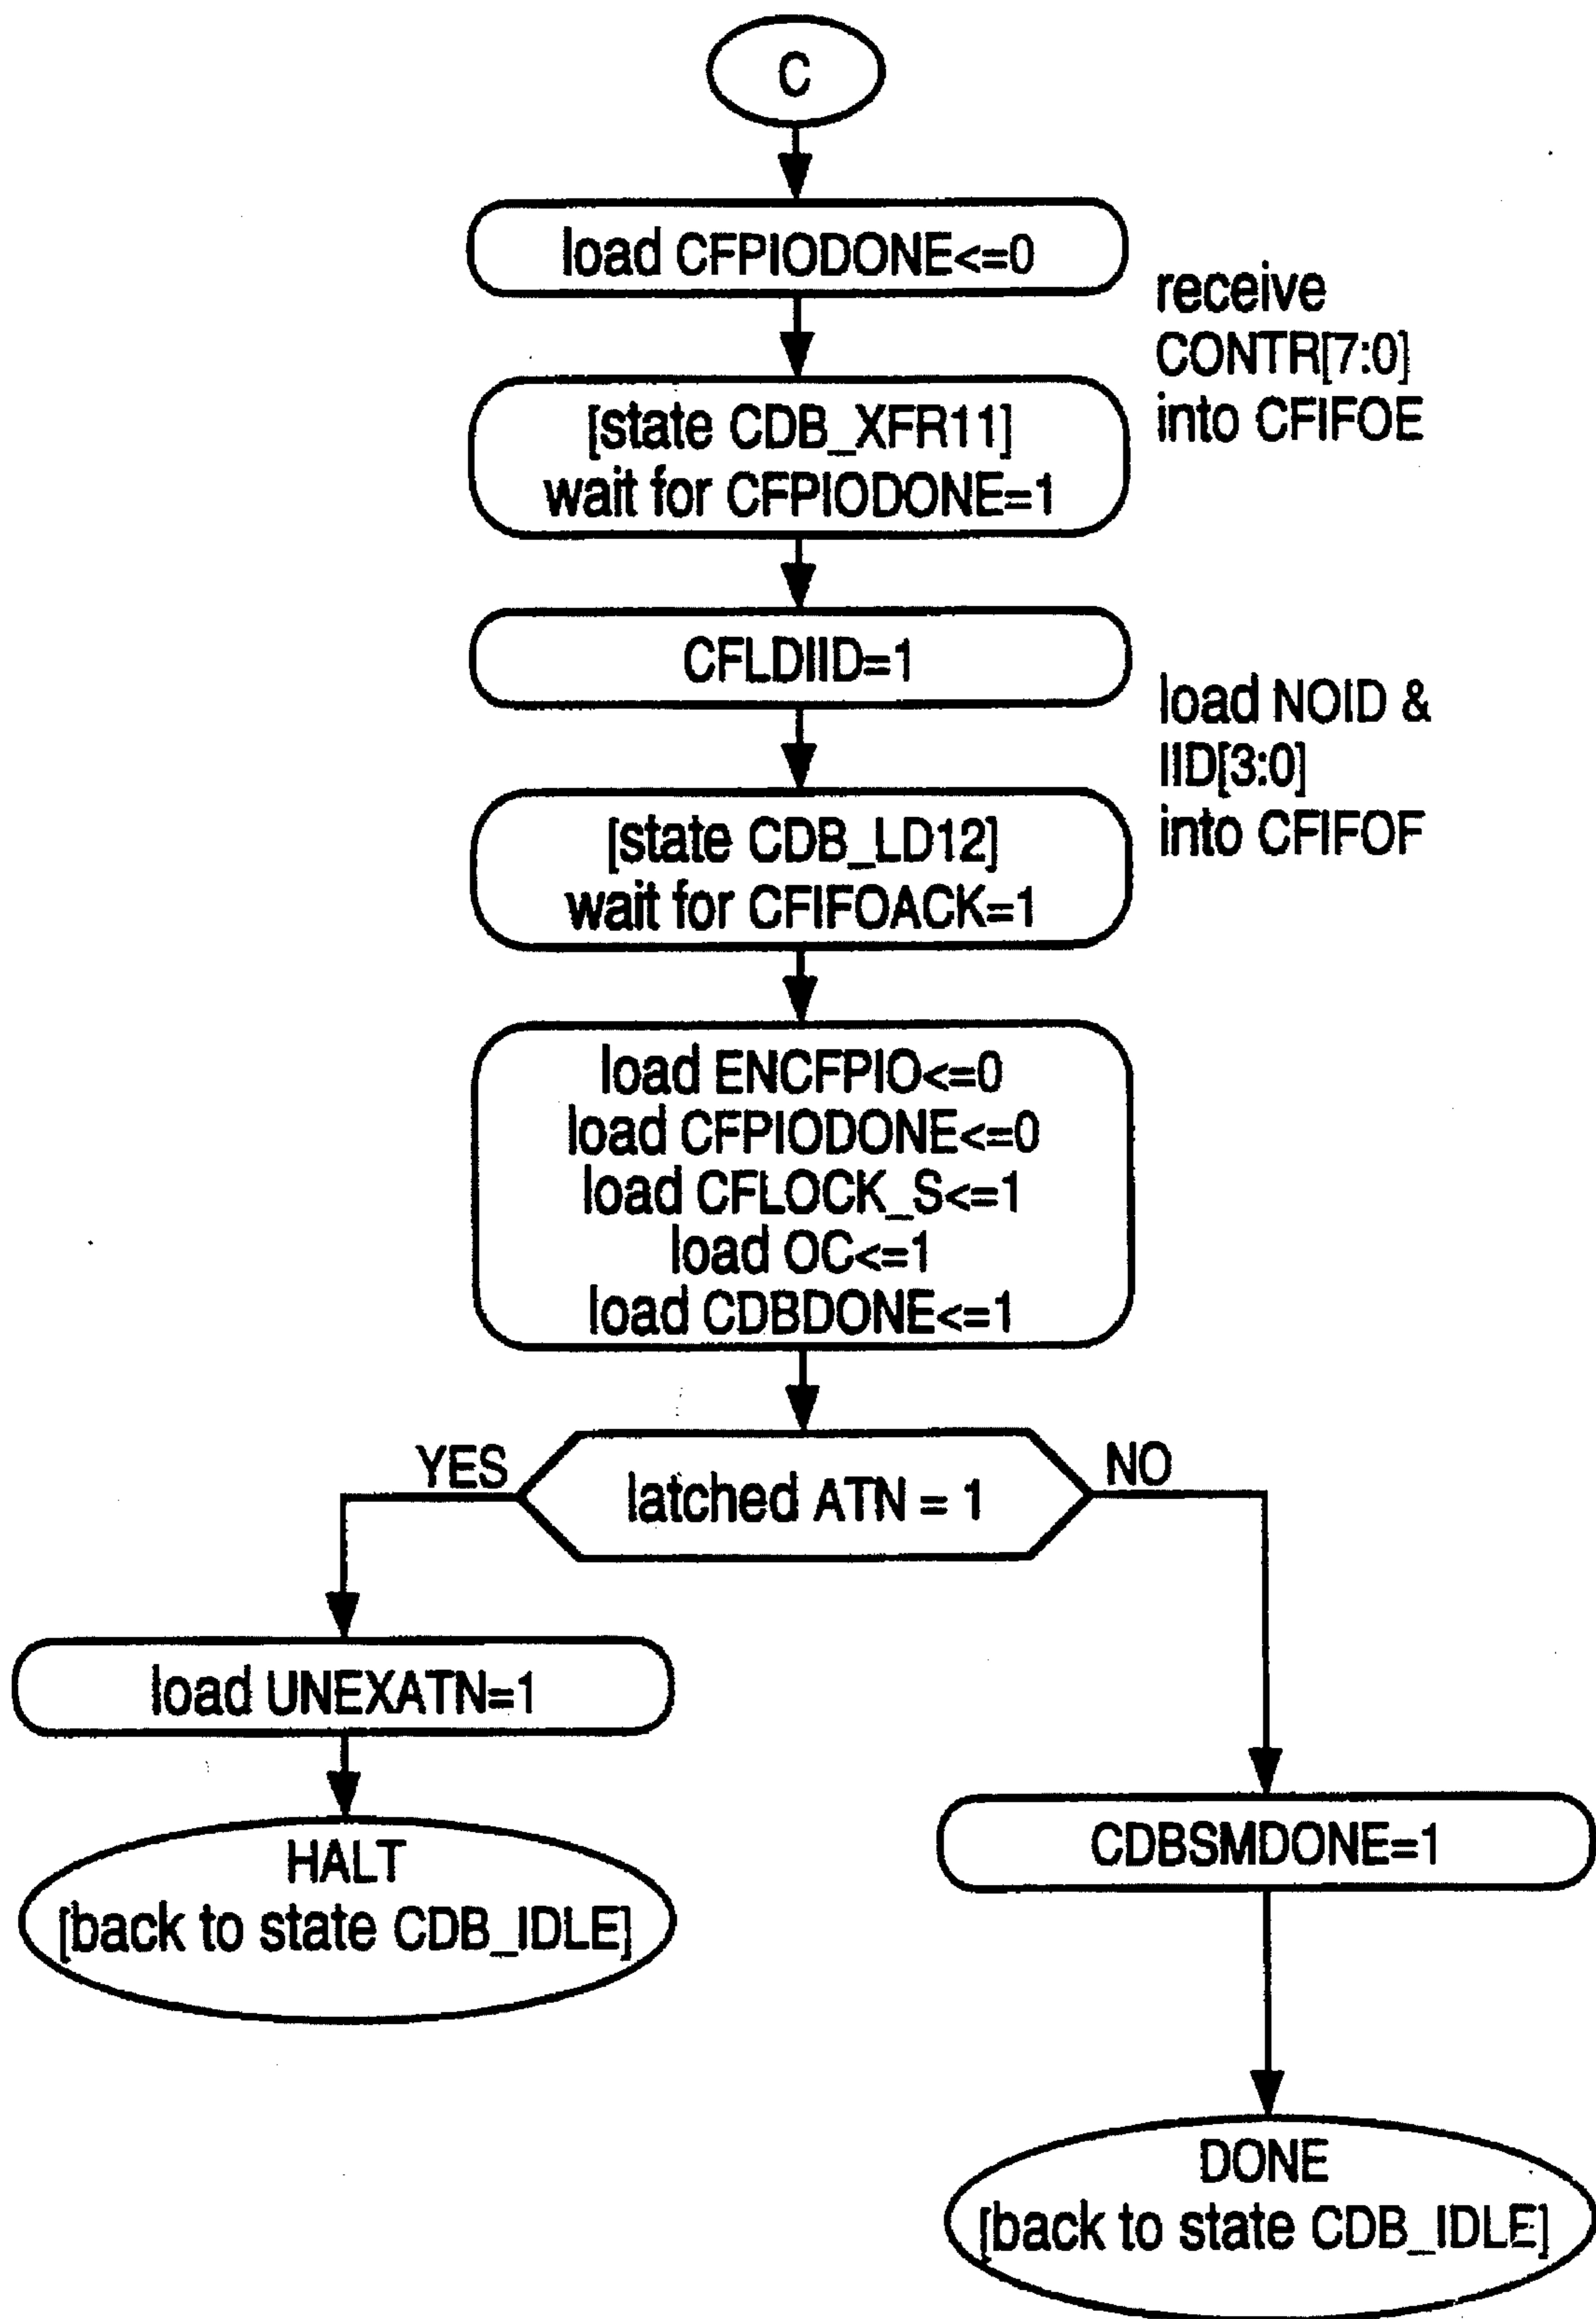 C
load CFPIODONE<=0
receive
CONTR[7:0]
into CFIFOE
[state CDB_XFR11]
wait for CFPIODONE=1
CFLDIID=1
load NOID &
IID[3:0]
into CFIFOF
[state CDB_LD12]
wait for CFIFOACK=1
load ENCFPIO<=0
load CFPIODONE<=0
load CFLOCK_S<=1
load OC<=1
load CDBDONE<=1
YES
latched ATN = 1
NO
load UNEXATN=1
CDBSMDONE=1
HALT
[back to state CDB_IDLE]
DONE
[back to state CDB_IDLE]